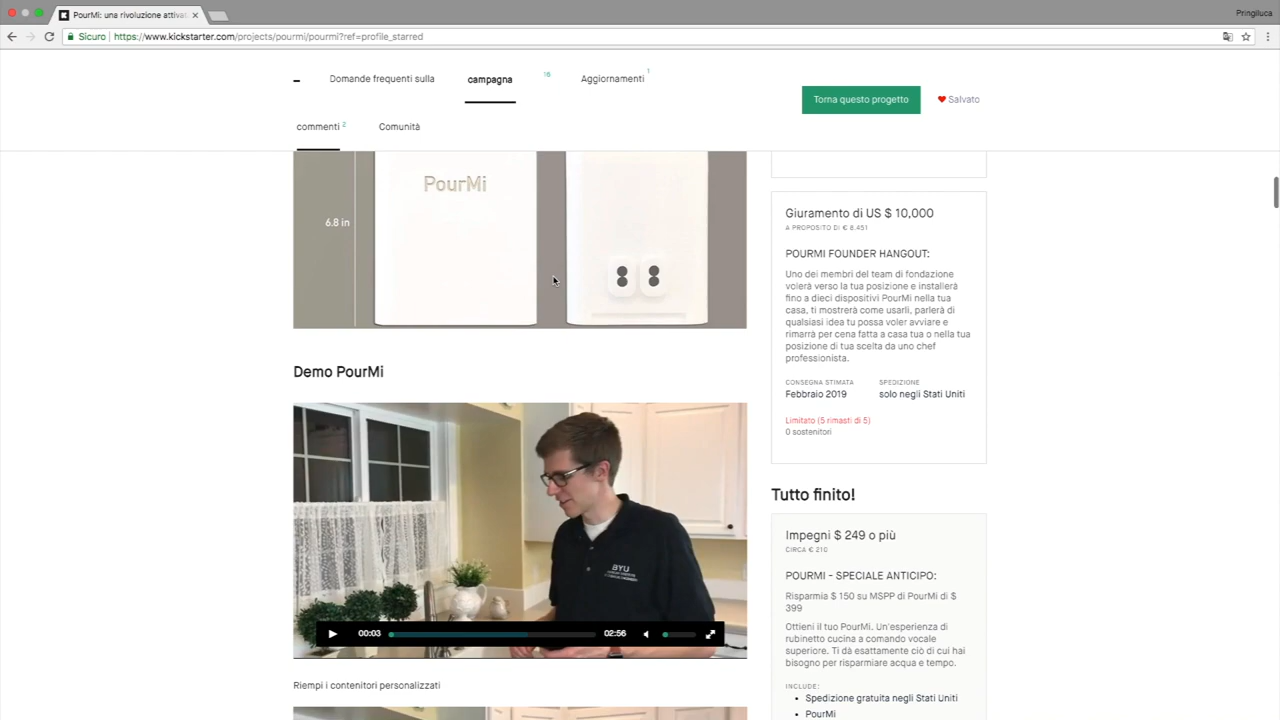 PourMi: una rivoluzione attivat
Pringiluca
Sicuro
https://www.kickstarter.com/projects/pourmi/pourmi?ref=profile_starred
Domande frequenti sulla
campagna
16
Aggiornamenti 1
Torna questo progetto
Salvato
commenti 2
Comunità
PourMi
6.8 in
Giuramento di US $ 10,000
A PROPOSITO DI € 8.451
POURMI FOUNDER HANGOUT:
Uno dei membri del team di fondazione
volerà verso la tua posizione e installerà
fino a dieci dispositivi PourMi nella tua
casa, ti mostrerà come usarli, parlerà di
qualsiasi idea tu possa voler avviare e
rimarrà per cena fatta a casa tua o nella tua
posizione di tua scelta da uno chef
professionista.
CONSEGNA STIMATA
Febbraio 2019
SPEDIZIONE
solo negli Stati Uniti
Limitato (5 rimasti di 5)
0 sostenitori
Demo PourMi
BYU
00:03
02:56
Riempi i contenitori personalizzati
Tutto finito!
Impegni $ 249 o più
CIRCA € 210
POURMI - SPECIALE ANTICIPO:
Risparmia $ 150 su MSPP di PourMi di $
399
Ottieni il tuo PourMi. Un'esperienza di
rubinetto cucina a comando vocale
superiore. Ti dà esattamente ciò di cui hai
bisogno per risparmiare acqua e tempo.
INCLUDE:
Spedizione gratuita negli Stati Uniti
PourMi